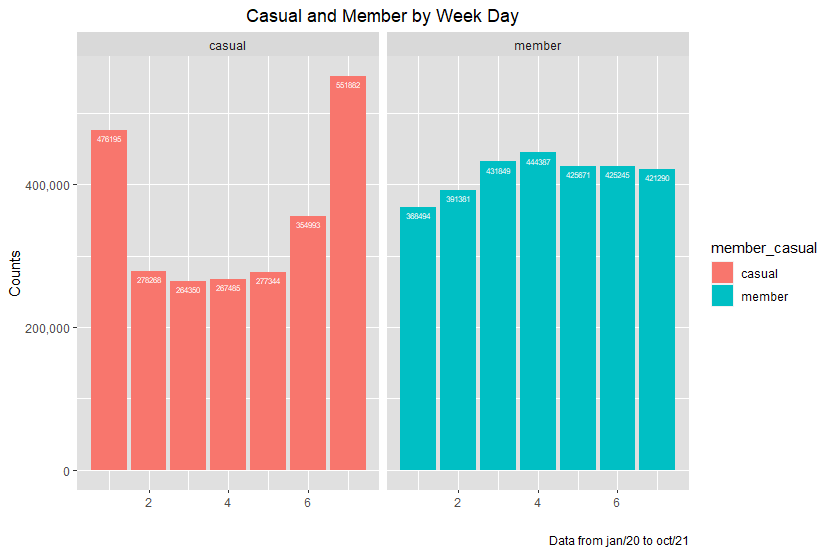 Casual and Member by Week Day
casual
member
Counts
400,000
200,000
0
476195
278266
264350
267485
277344
354993
551882
368494
391381
431849
444367
425671
425245
421290
2
4
6
2
4
6
member_casual
casual
member
Data from jan/20 to oct/21